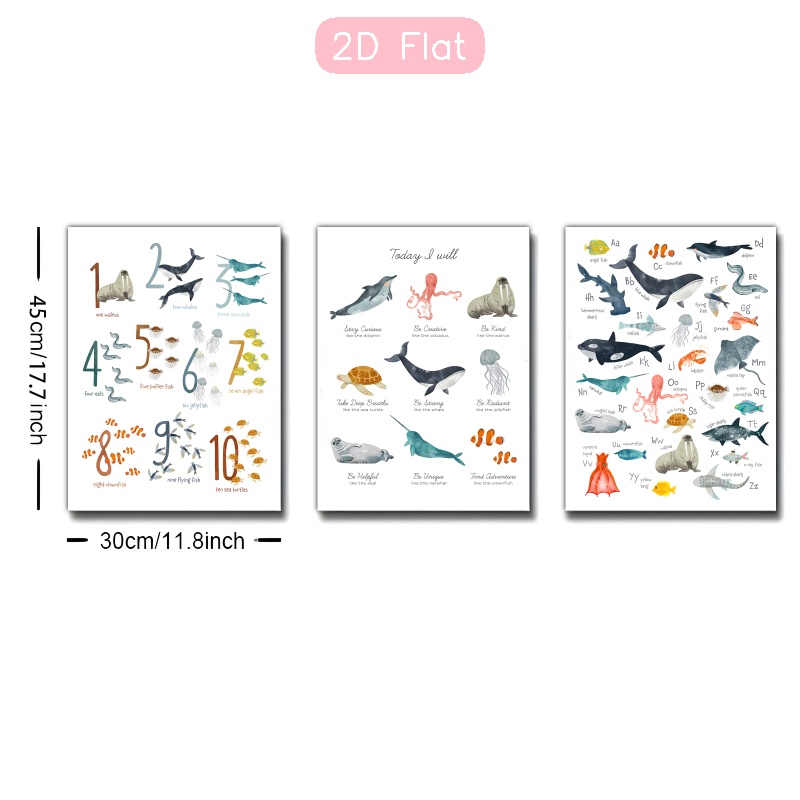 2D Flat
45cm/17.7inch
30cm/11.8inch
1
one walrus
2
two whales
3
three narwhals
4
four eels
5
five puffer fish
6
six jellyfish
7
seven angel fish
8
eight clownfish
9
nine flying fish
10
ten sea turtles
Today I will
Stay Curious
like the dolphin
Be Creative
like the octopus
Be Kind
like the walrus
Take Deep Breaths
like the sea turtle
Be Strong
like the whale
Be Radiant
like the jellyfish
Be Helpful
like the seal
Be Unique
like the narwhal
Find Adventure
like the clownfish
Aa
angel fish
Bb
blue whale
Cc
clownfish
Dd
dolphin
Ee
eel
Ff
flying fish
Gg
gurnard
Hh
hammerhead
shark
Ii
icefish
Jj
jellyfish
Kk
killer whale
Ll
lobster
Mm
manta ray
Nn
narwhal
Oo
octopus
Pp
puffer fish
Qq
queen
parrotfish
Rr
ringed seal
Ss
sea turtle
Tt
tiger shark
Uu
unicornfish
Vv
vampire
squid
Ww
walrus
Xx
x-ray fish
Yy
yellow
tang
Zz
zebra shark